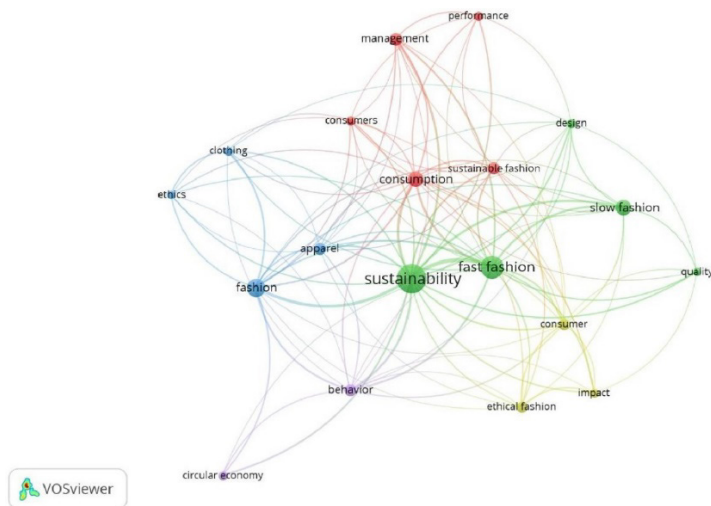 performance
management
consumers
design
clothing
sustainable fashion
consumption
ethics
slow fashion
apparel
fast fashion
quality
sustainability
fashion
consumer
behavior
impact
ethical fashion
circular economy
VOSviewer